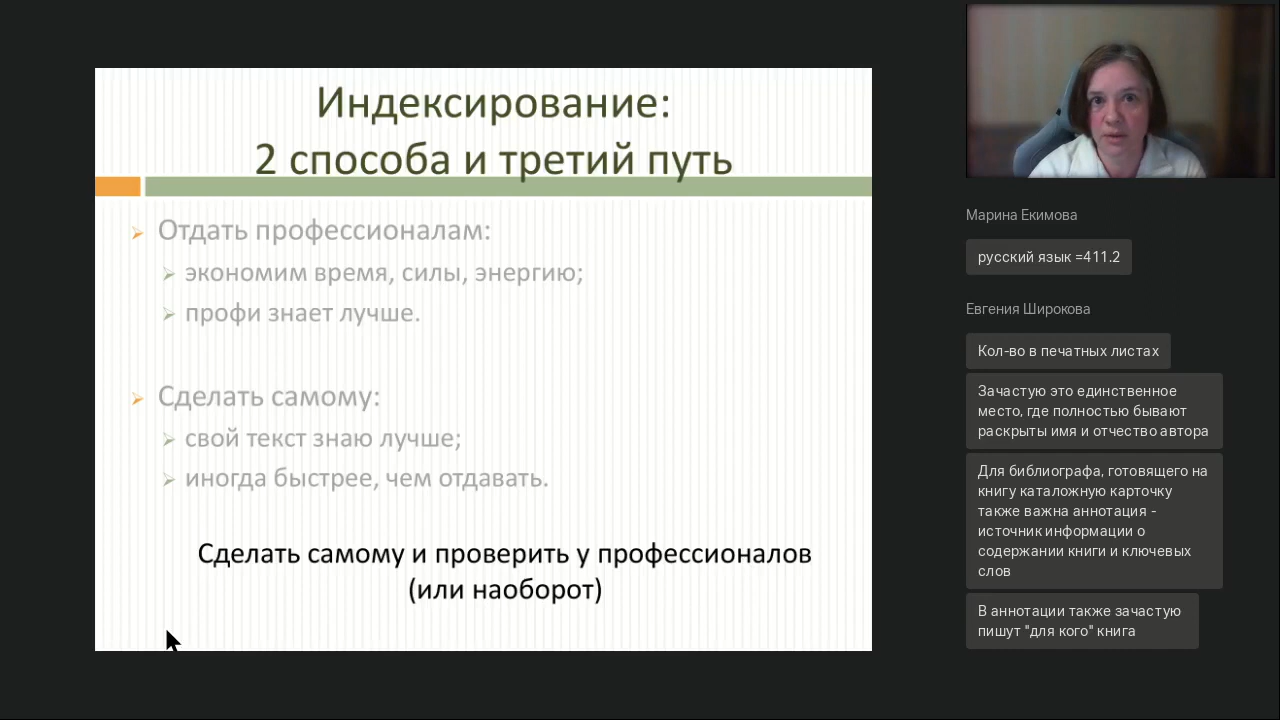 Индексирование:
2 способа и третий путь
Отдать профессионалам:
экономим время, силы, энергию;
профи знает лучше.
Сделать самому:
свой текст знаю лучше;
иногда быстрее, чем отдавать.
Сделать самому и проверить у профессионалов
(или наоборот)
Марина Екимова
русский язык =411.2
Евгения Широкова
Кол-во в печатных листах
Зачастую это единственное
место, где полностью бывают
раскрыты имя и отчество автора
Для библиографа, готовящего на
книгу каталожную карточку
также важна аннотация -
источник информации о
содержании книги и ключевых
слов
В аннотации также зачастую
пишут "для кого" книга